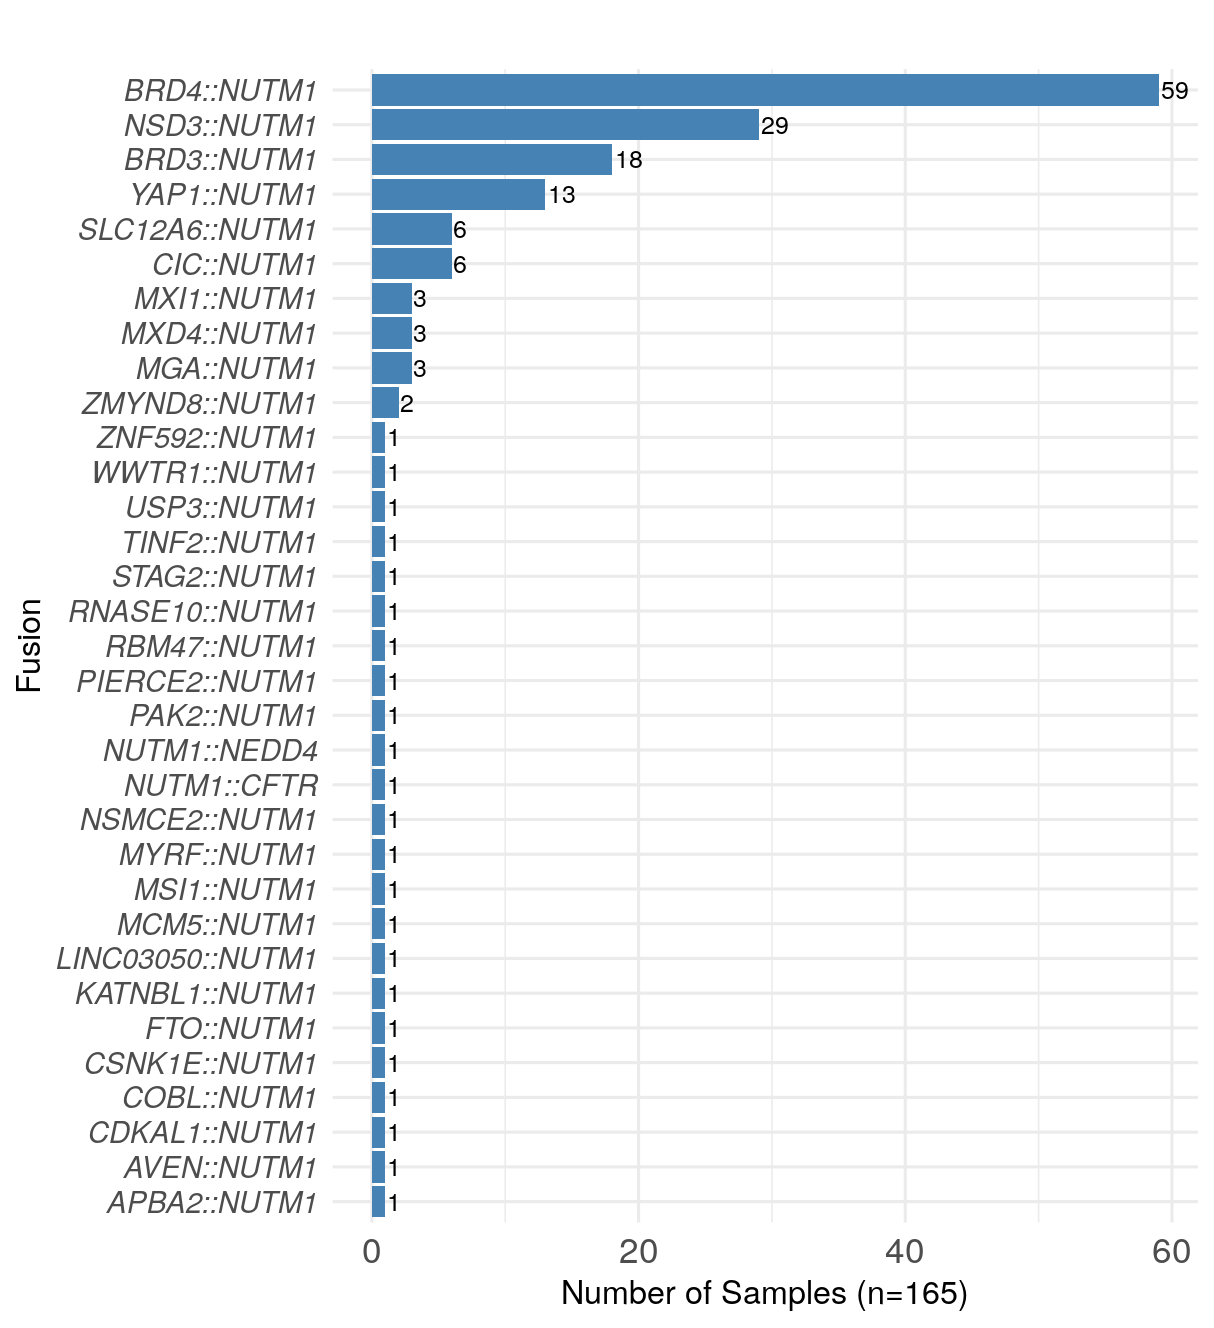 BRD4::NUTM1 59
NSD3::NUTM1 29
BRD3::NUTM1 18
YAP1::NUTM1 13
SLC12A6::NUTM1 6
CIC::NUTM1 6
MXI1::NUTM1 3
MXD4::NUTM1 3
MGA::NUTM1 3
ZMYND8::NUTM1 2
ZNF592::NUTM1 1
WWTR1::NUTM1 1
USP3::NUTM1 1
TINF2::NUTM1 1
STAG2::NUTM1 1
RNASE10::NUTM1 1
RBM47::NUTM1 1
PIERCE2::NUTM1 1
PAK2::NUTM1 1
NUTM1::NEDD4 1
NUTM1::CFTR 1
NSMCE2::NUTM1 1
MYRF::NUTM1 1
MSI1::NUTM1 1
MCM5::NUTM1 1
LINC03050::NUTM1 1
KATNBL1::NUTM1 1
FTO::NUTM1 1
CSNK1E::NUTM1 1
COBL::NUTM1 1
CDKAL1::NUTM1 1
AVEN::NUTM1 1
APBA2::NUTM1 1
Fusion
0 20 40 60
Number of Samples (n=165)